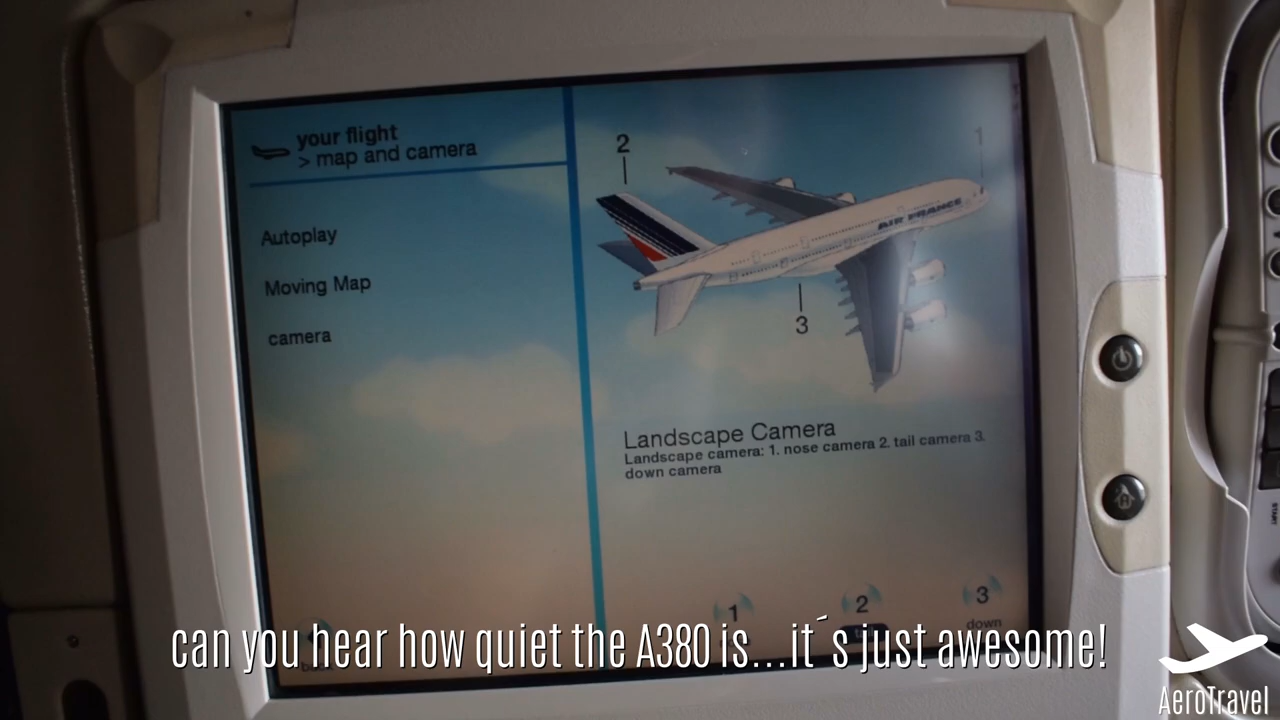 your flight
> map and camera
Autoplay
Moving Map
camera
2
1
AIR FRANCE
3
Landscape Camera
Landscape camera: 1. nose camera 2. tail camera 3.
down camera
1
2
3
down
can you hear how quiet the A380 is...it´s just awesome!
AeroTravel